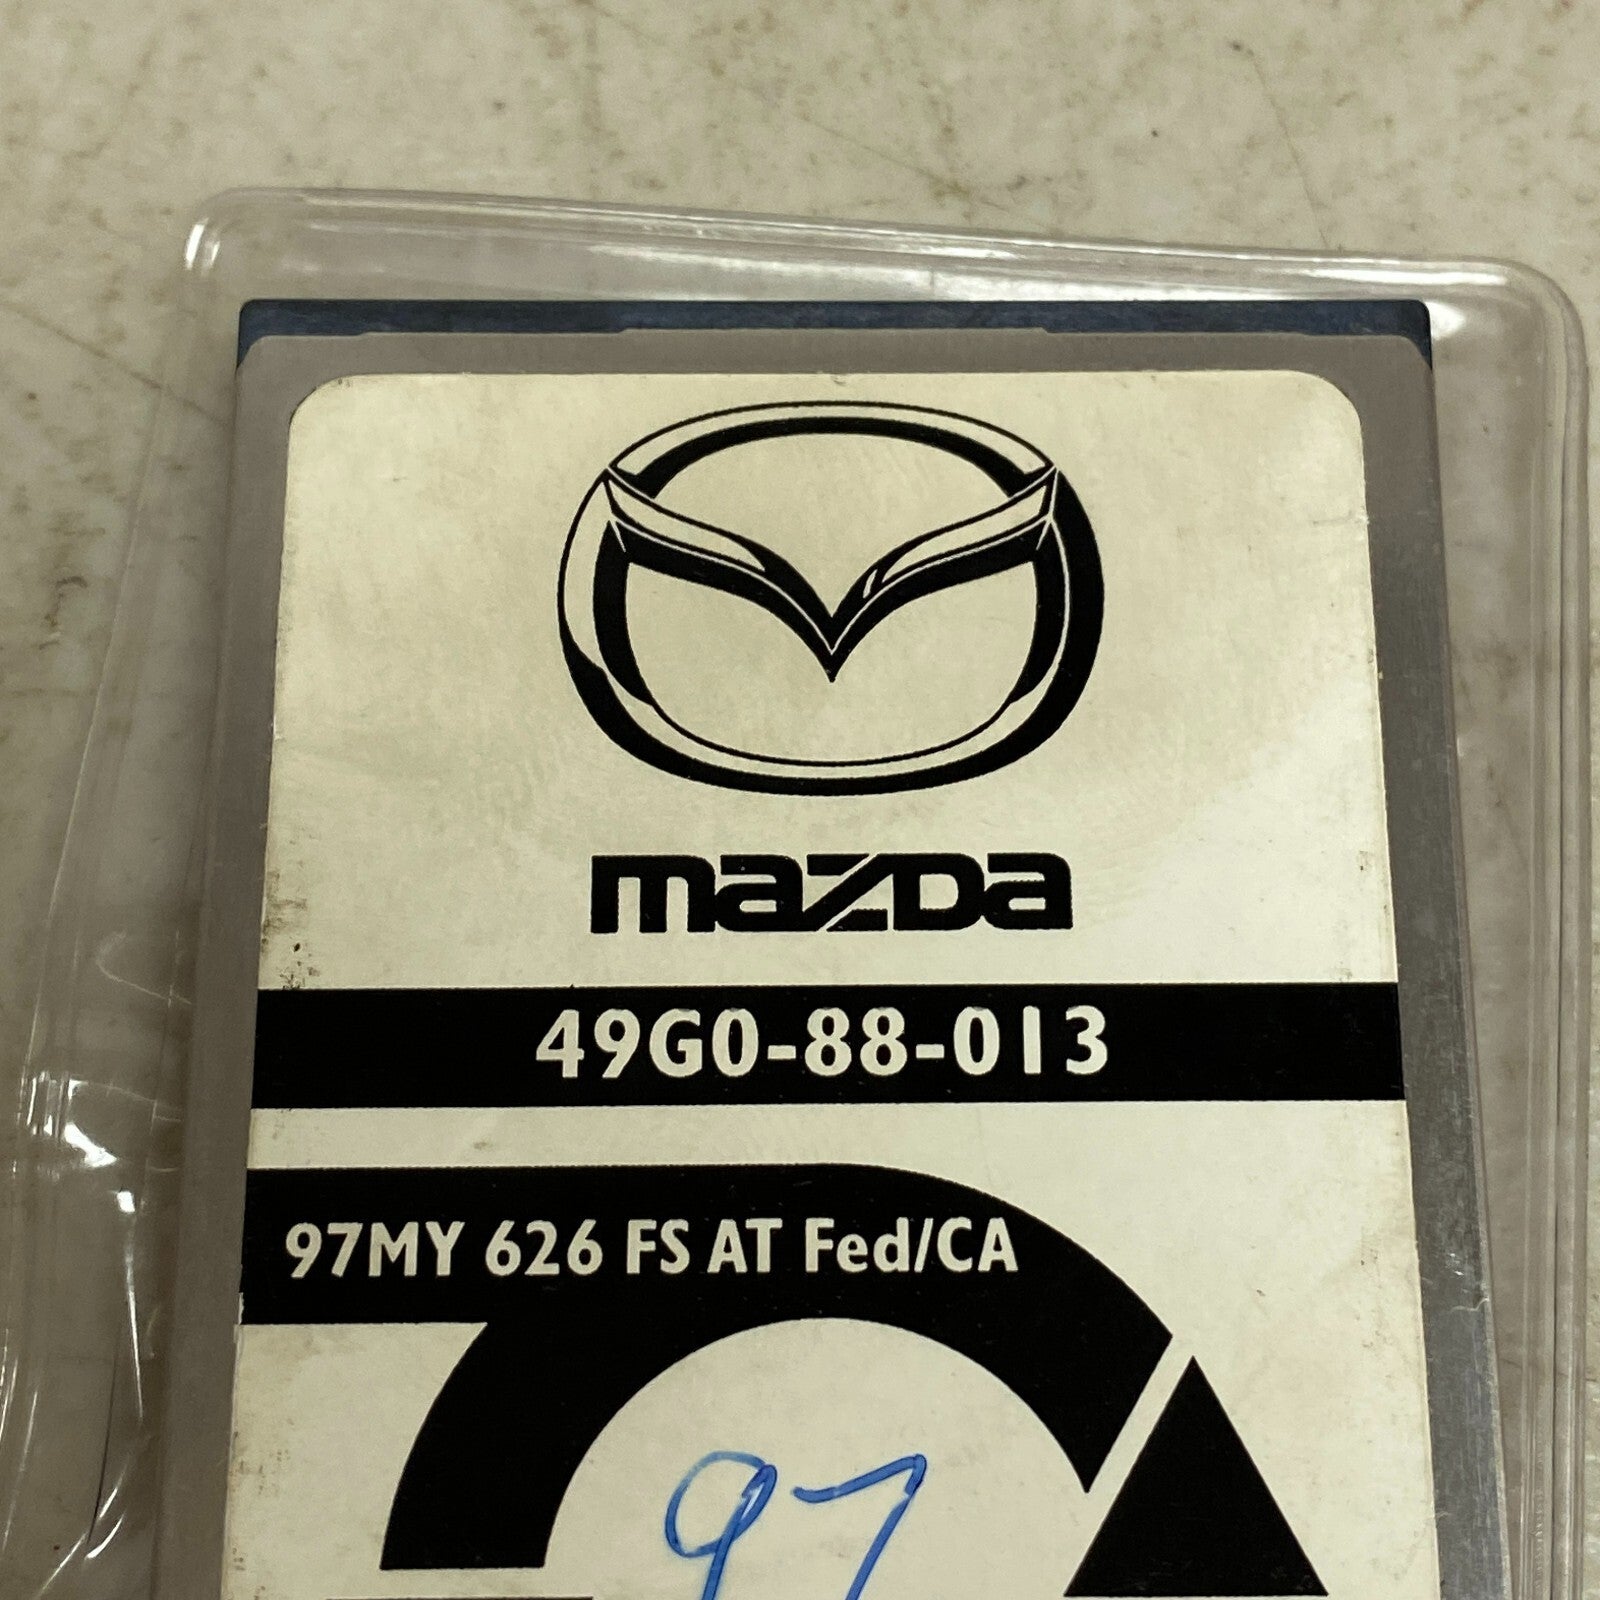 mazda
49G0-88-013
97MY 626 FS AT Fed/CA
97